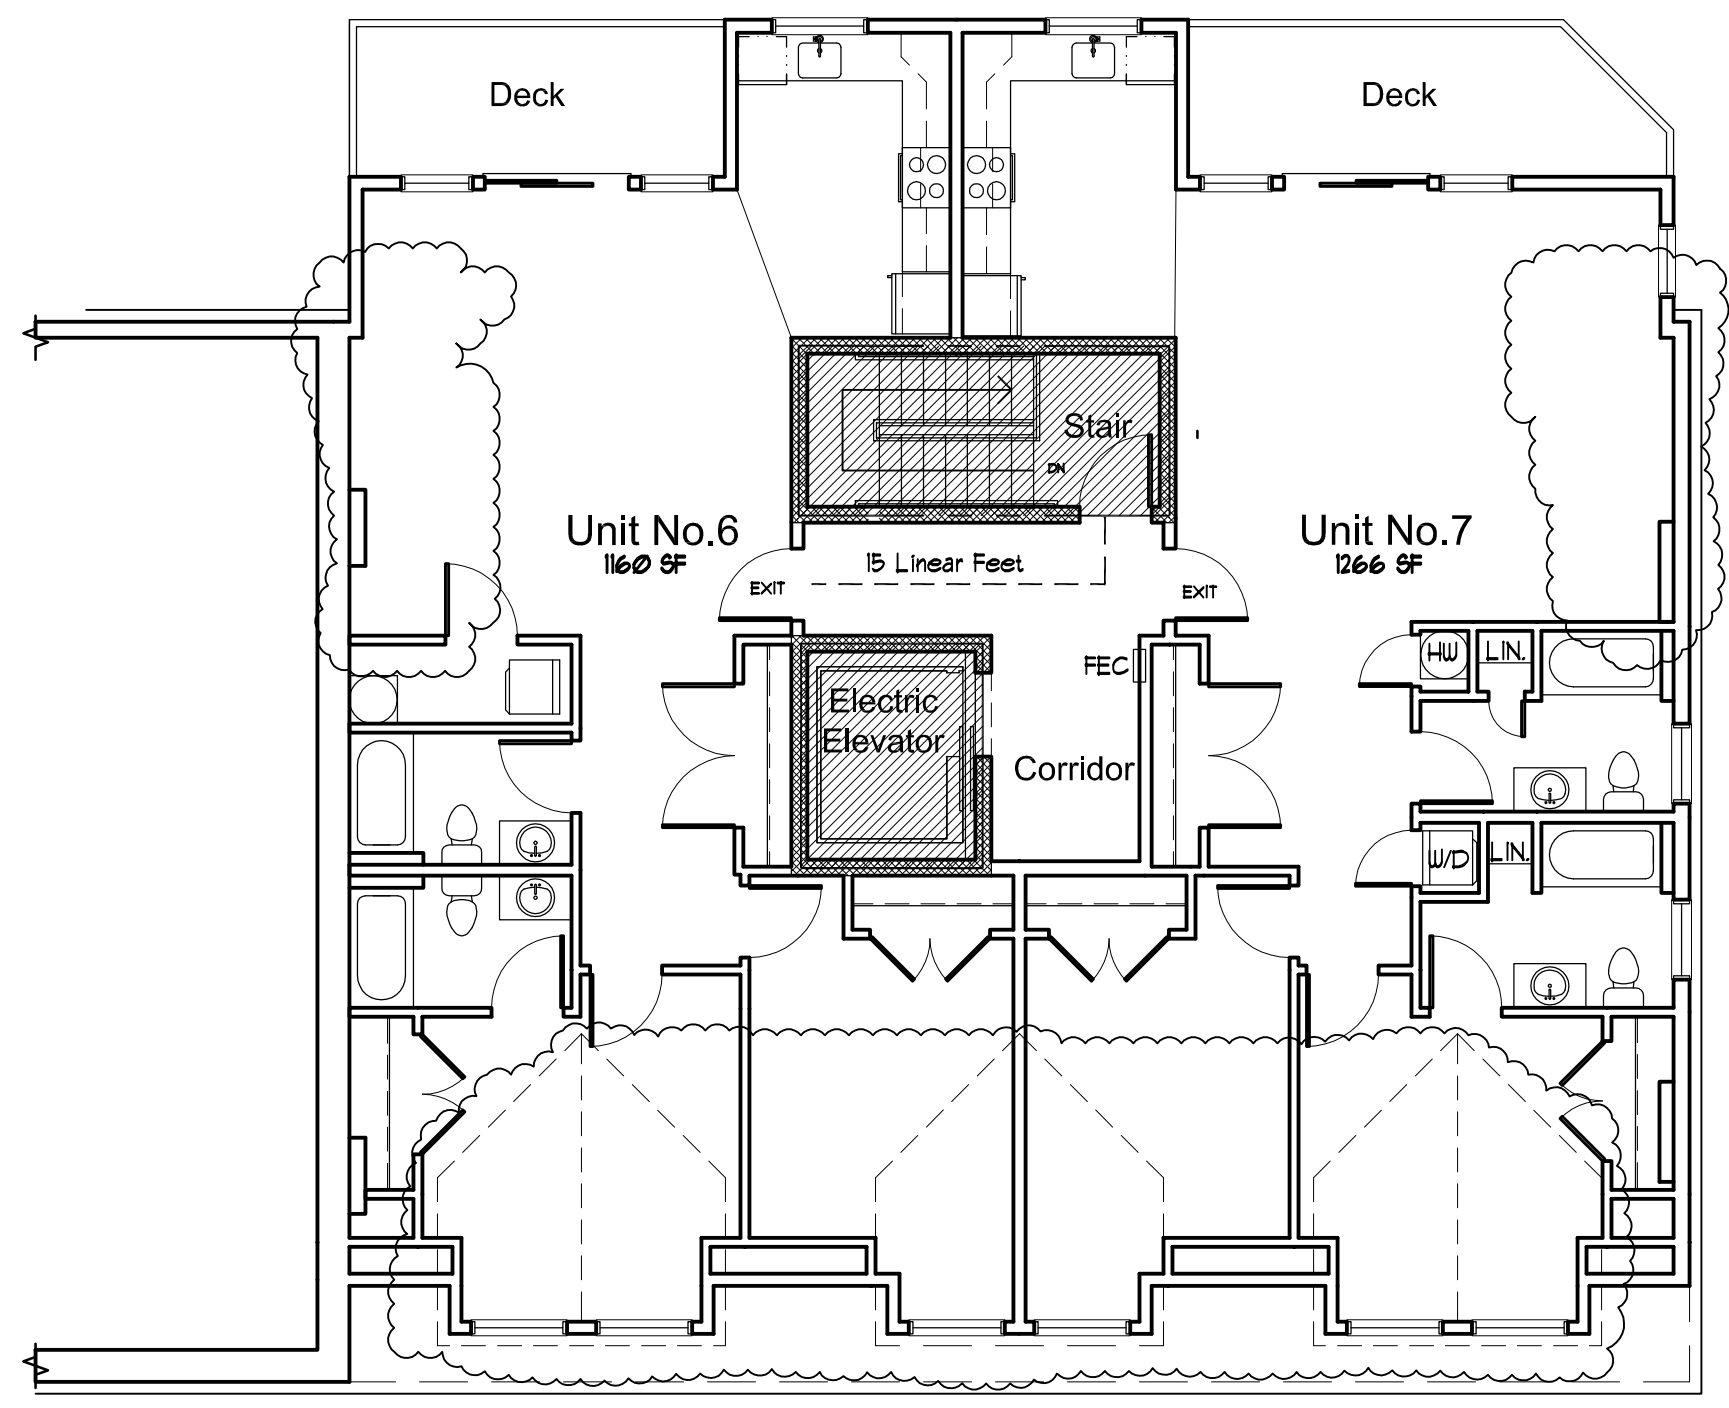 Deck
Deck
Stair
DN
Unit No.6
1160 SF
15 Linear Feet
Unit No.7
1266 SF
EXIT
EXIT
HW
LIN.
FEC
Electric
Elevator
Corridor
W/D
LIN.